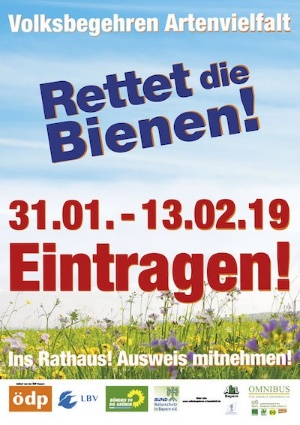 Volksbegehren Artenvielfalt
Rettet die
Bienen!
31.01. - 13.02.19
Eintragen!
Ins Rathaus! Ausweis mitnehmen!
ödp
LBV
BÜNDNIS 90
DIE GRÜNEN
BUND
Naturschutz
in Bayern e.V.
Bayern
OMNIBUS